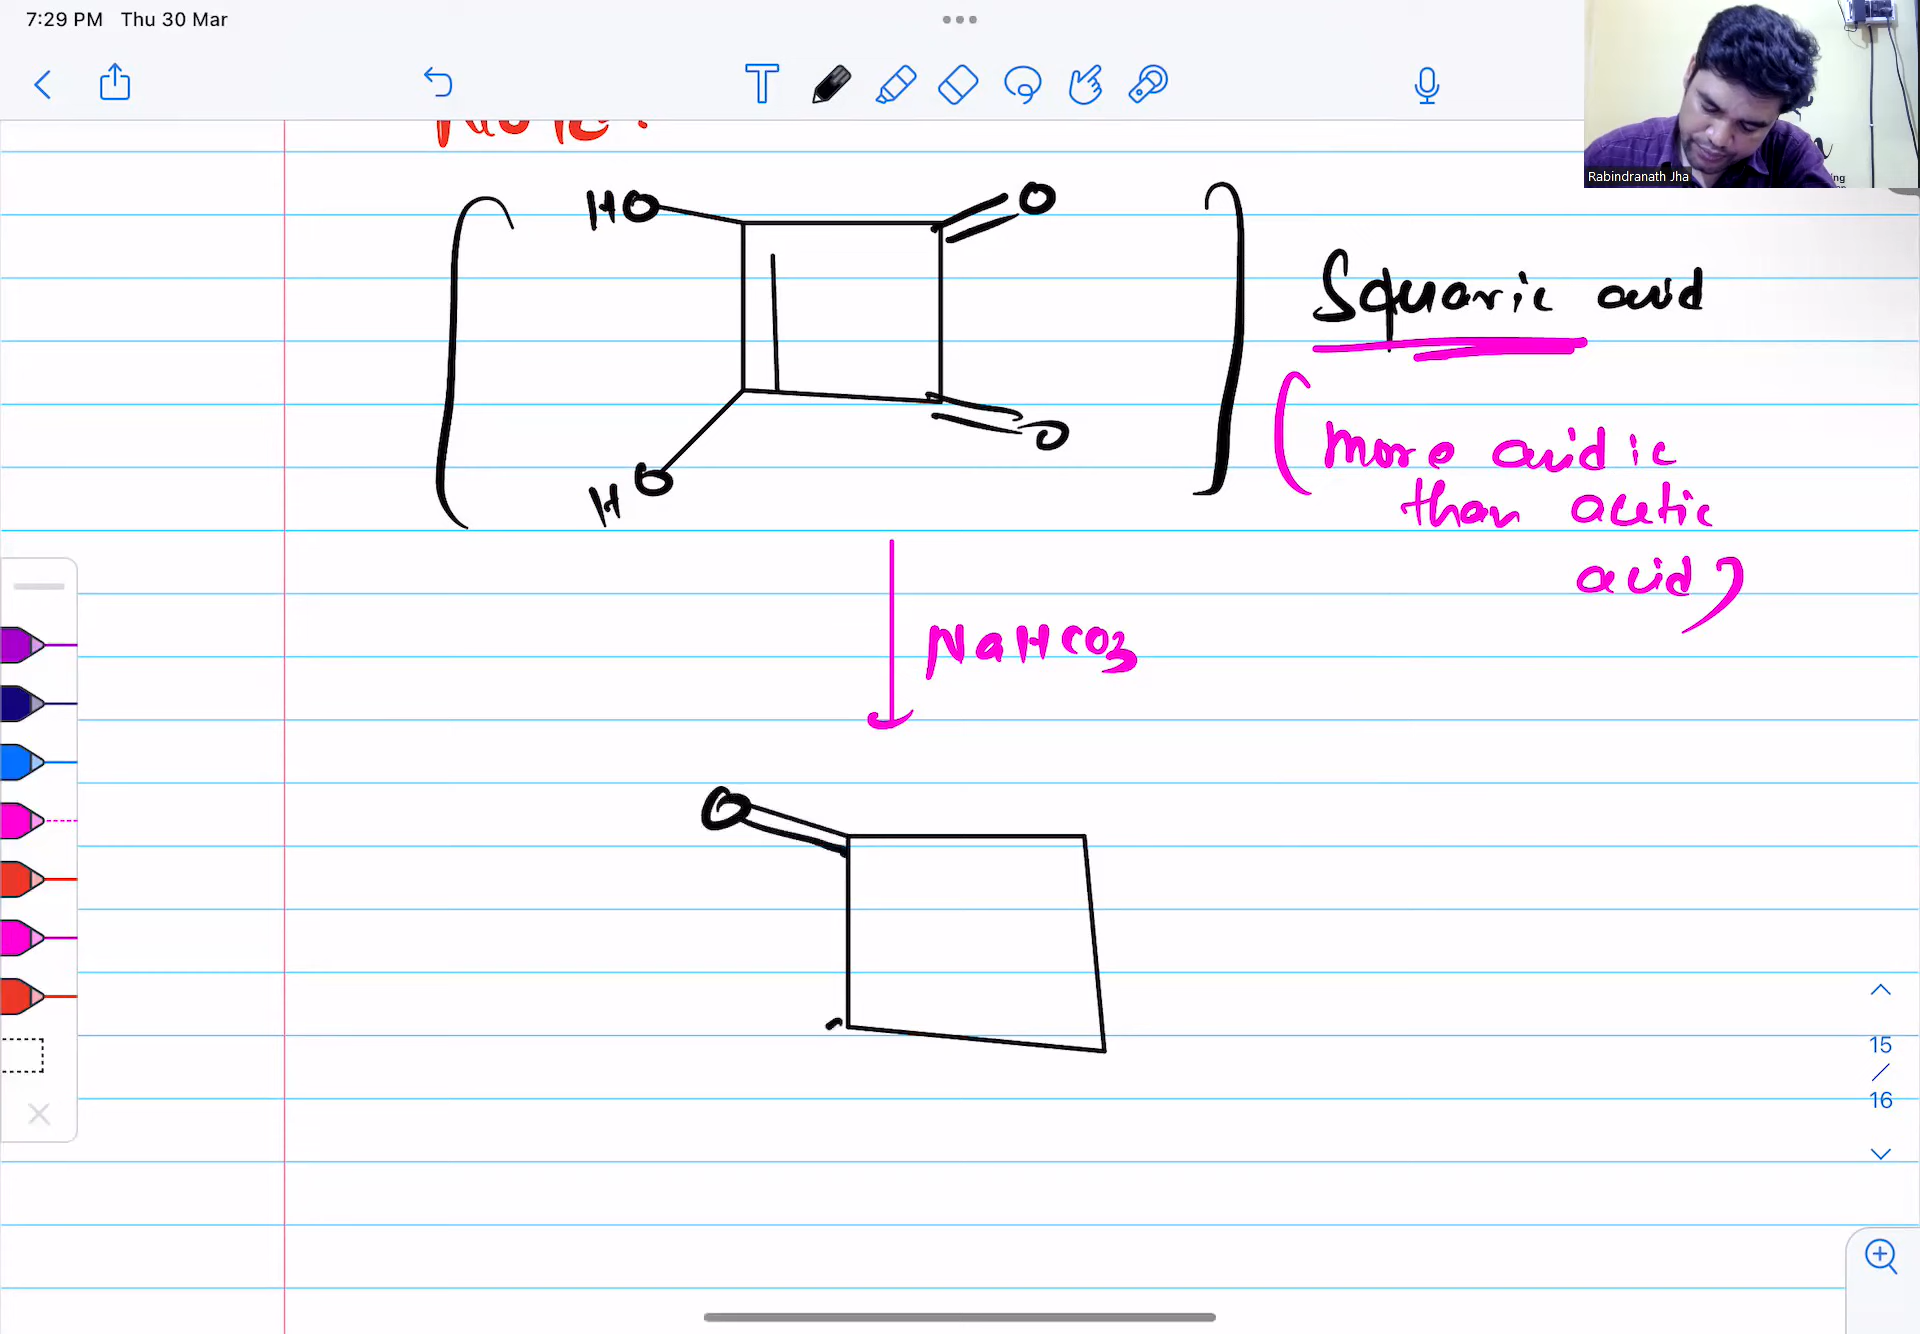 7:29 PM Thu 30 Mar
Note:
Rabindranath Jha
HO
O
Squaric acid
(more acidic
than acetic
acid)
O
HO
NaHCO3
O
15
/
16